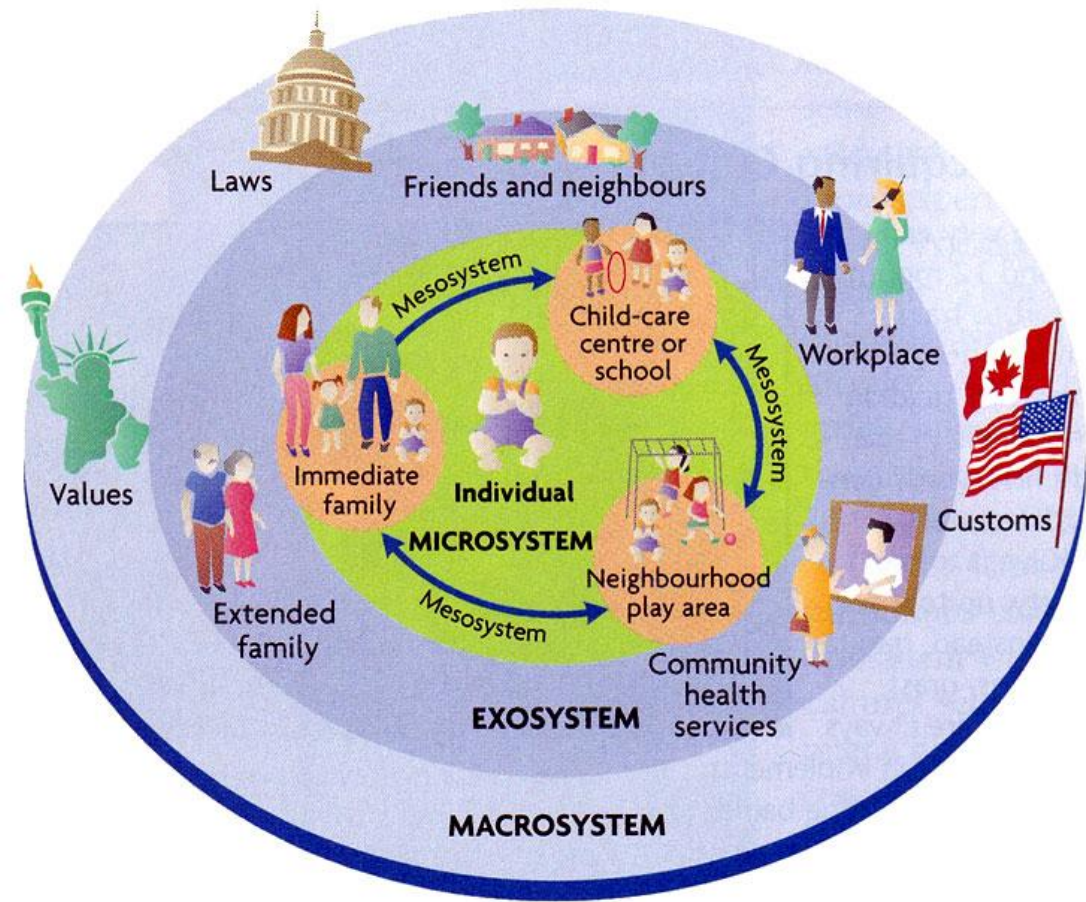 Laws
Friends and neighbours
Mesosystem
Child-care
centre or
school
Workplace
Mesosystem
Values
Immediate
family
Individual
Customs
MICROSYSTEM
Neighbourhood
play area
Mesosystem
Extended
family
Community
health
services
EXOSYSTEM
MACROSYSTEM